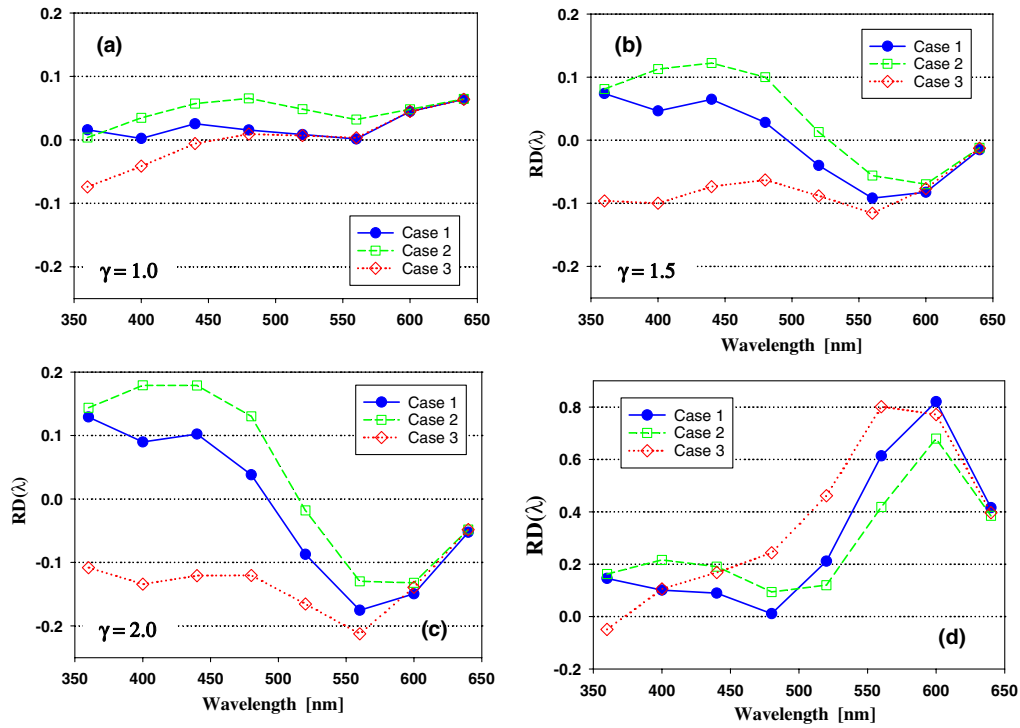 0.2
0.1
0.0
-0.1
-0.2
(a)
Case 1
Case 2
Case 3
γ = 1.0
350 400 450 500 550 600 650
0.2
0.1
0.0
-0.1
-0.2
RD(λ)
(b)
Case 1
Case 2
Case 3
γ = 1.5
350 400 450 500 550 600 650
Wavelength [nm]
0.2
0.1
0.0
-0.1
-0.2
RD(λ)
Case 1
Case 2
Case 3
γ = 2.0
(c)
350 400 450 500 550 600 650
Wavelength [nm]
0.8
0.6
0.4
0.2
0.0
-0.2
RD(λ)
Case 1
Case 2
Case 3
(d)
350 400 450 500 550 600 650
Wavelength [nm]